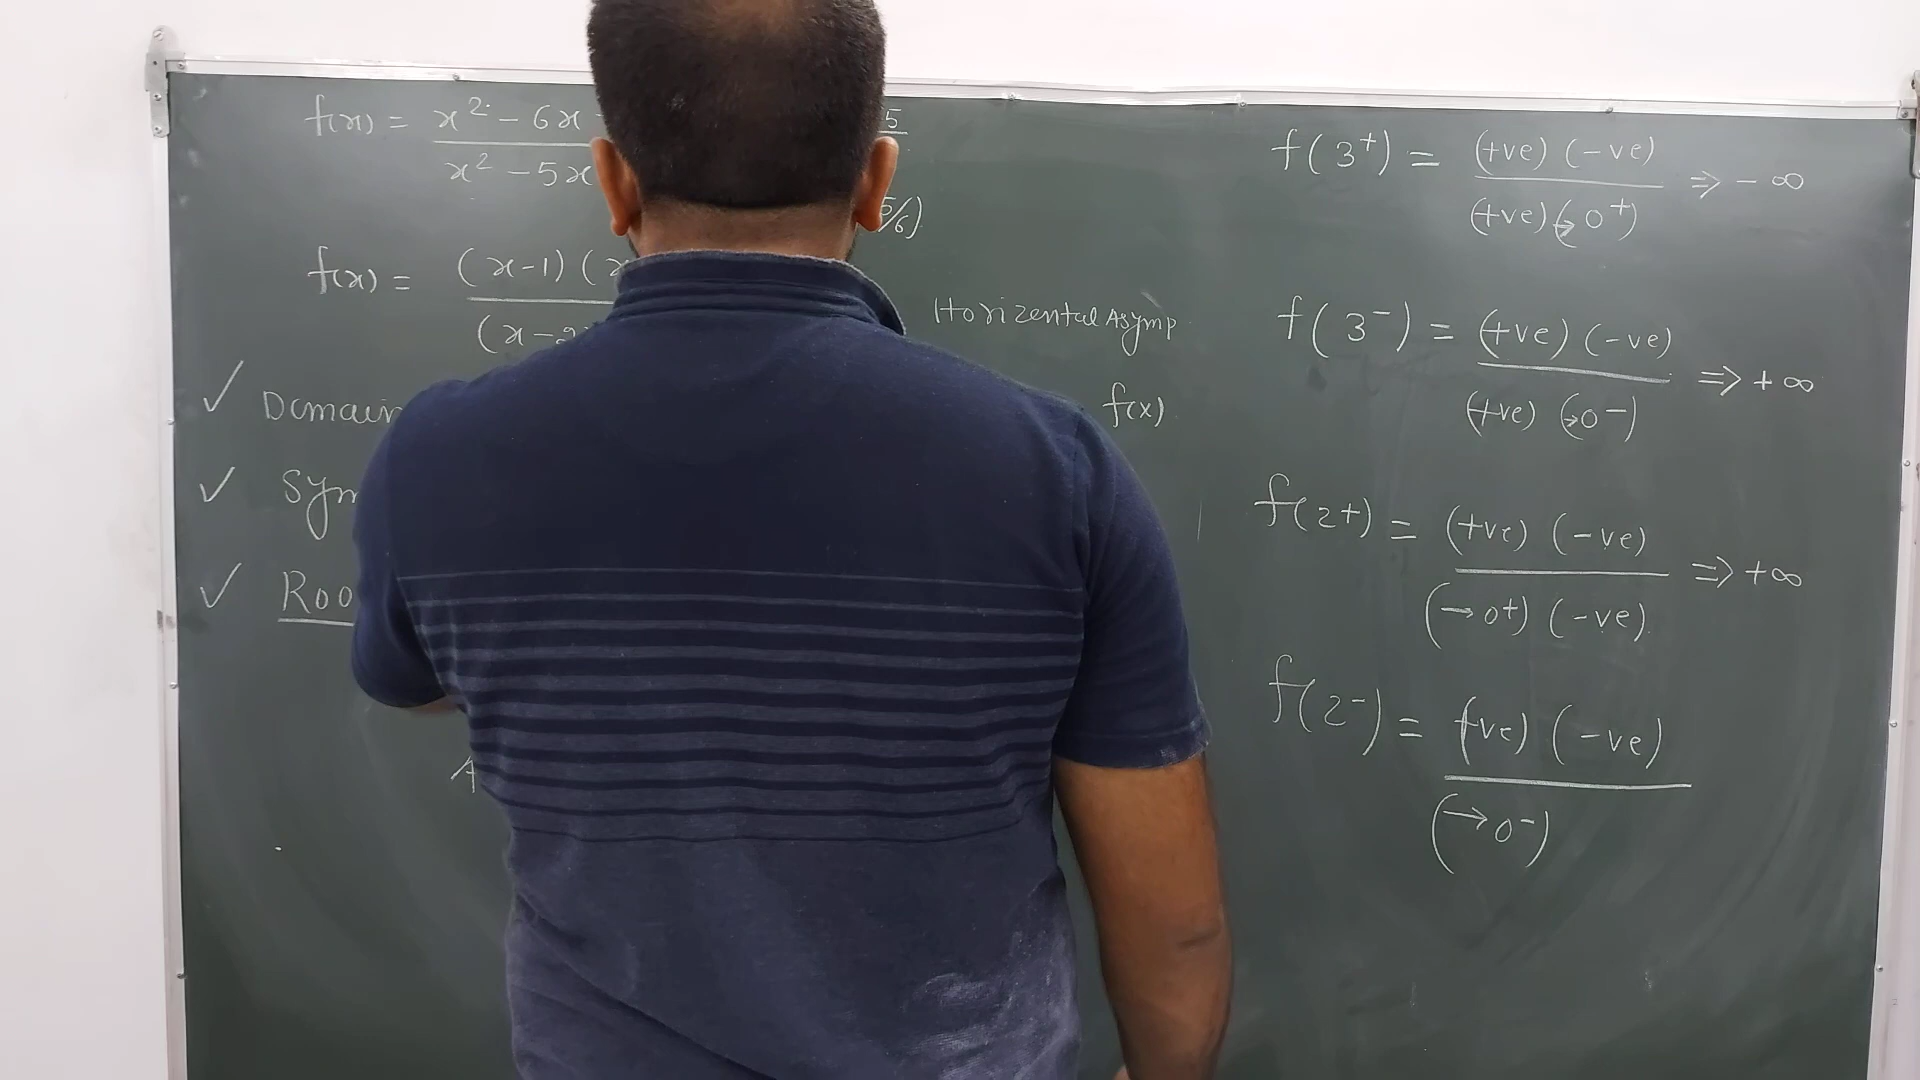 f(x) = x² - 6x
x² - 5x
5
5/6)
f(x) = (x-1) (x
(x-2
Horizental Asymp
✓ Domain
f(x)
✓ Sym
✓ Roo
A
f(3⁺) = (+ve) (-ve) ⇒ - ∞
(+ve) (→0⁺)
f(3⁻) = (+ve) (-ve) ⇒ + ∞
(+ve) (→0⁻)
f(2+) = (+ve) (-ve) ⇒ +∞
(→0+) (-ve).
f(2⁻) = (+ve) (-ve)
(→0⁻)